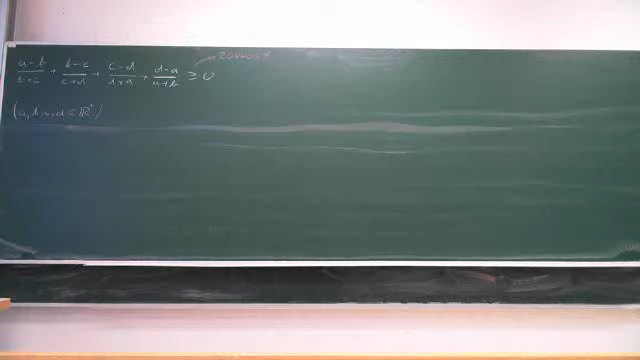 (a-b)/(b+c) + (b-c)/(c+d) + (c-d)/(d+a) + (d-a)/(a+b) ≥ 0
(a,b,c,d ∈ ℝ⁺)